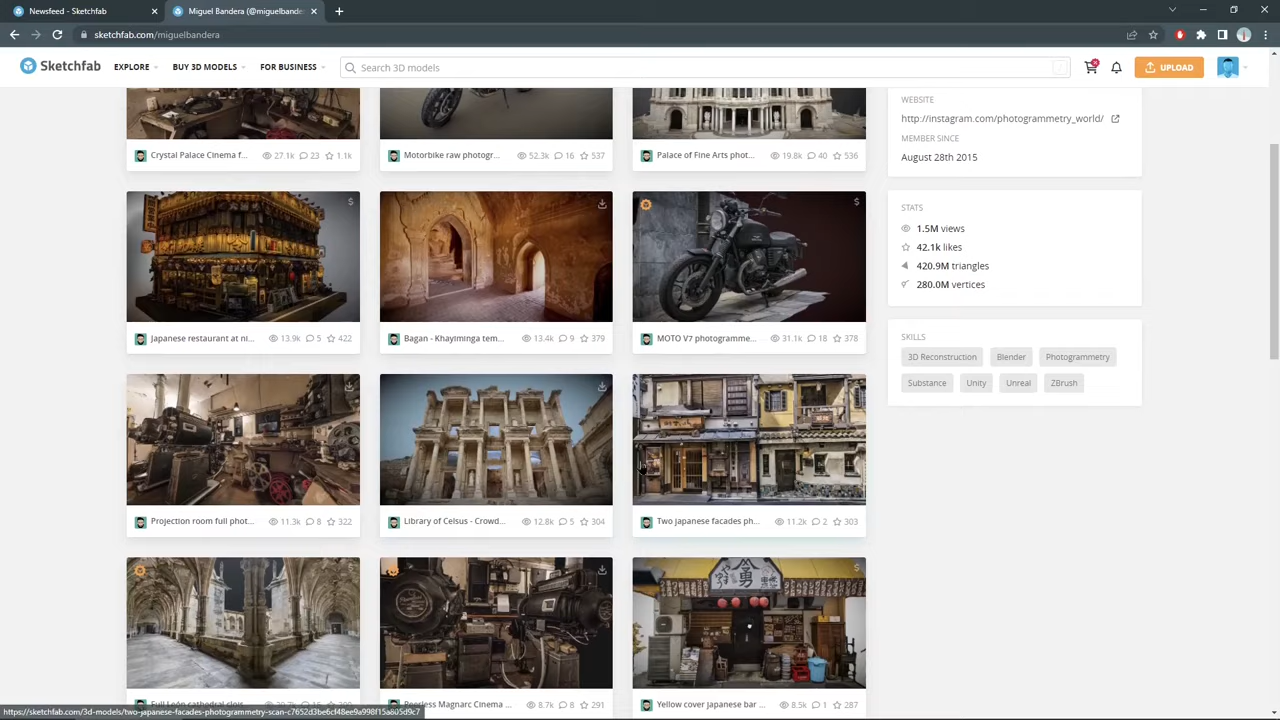 Newsfeed - Sketchfab
Miguel Bandera (@miguelbande
sketchfab.com/miguelbandera
Sketchfab
EXPLORE
BUY 3D MODELS
FOR BUSINESS
Search 3D models
/
UPLOAD
Crystal Palace Cinema f... 27.1k 23 1.1k
Motorbike raw photogr... 52.3k 16 537
Palace of Fine Arts phot... 19.8k 40 536
WEBSITE
http://instagram.com/photogrammetry_world/
MEMBER SINCE
August 28th 2015
STATS
1.5M views
42.1k likes
420.9M triangles
280.0M vertices
SKILLS
3D Reconstruction Blender Photogrammetry
Substance Unity Unreal ZBrush
Japanese restaurant at ni... 13.9k 5 422
Bagan - Khayiminga tem... 13.4k 9 379
MOTO V7 photogramme... 31.1k 18 378
Projection room full phot... 11.3k 8 322
Library of Celsus - Crowd... 12.8k 5 304
Two japanese facades ph... 11.2k 2 303
Full León cathedral clois
Peerless Magnarc Cinema ... 8.7k 8 291
Yellow cover japanese bar ... 8.5k 1 287
https://sketchfab.com/3d-models/two-japanese-facades-photogrammetry-scan-c7652d3be6cf48ee9a998f15a805d9c7